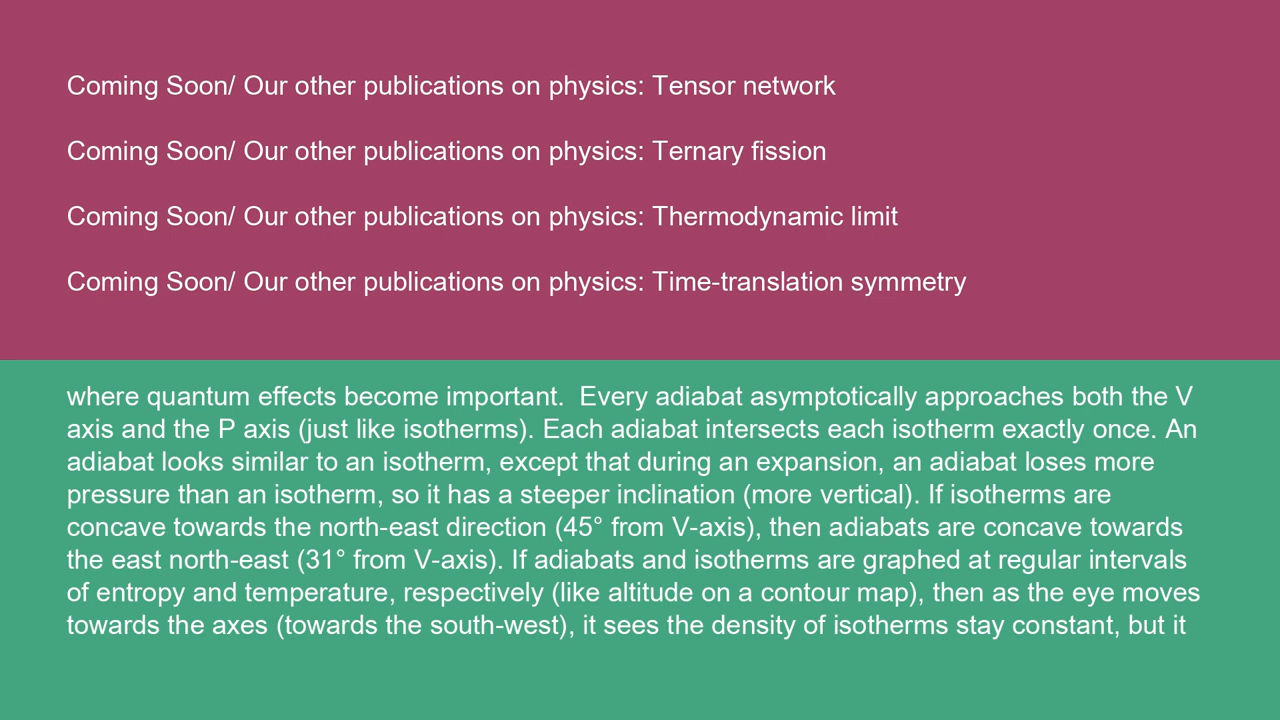 Coming Soon/ Our other publications on physics: Tensor network
Coming Soon/ Our other publications on physics: Ternary fission
Coming Soon/ Our other publications on physics: Thermodynamic limit
Coming Soon/ Our other publications on physics: Time-translation symmetry
where quantum effects become important.  Every adiabat asymptotically approaches both the V
axis and the P axis (just like isotherms). Each adiabat intersects each isotherm exactly once. An
adiabat looks similar to an isotherm, except that during an expansion, an adiabat loses more
pressure than an isotherm, so it has a steeper inclination (more vertical). If isotherms are
concave towards the north-east direction (45° from V-axis), then adiabats are concave towards
the east north-east (31° from V-axis). If adiabats and isotherms are graphed at regular intervals
of entropy and temperature, respectively (like altitude on a contour map), then as the eye moves
towards the axes (towards the south-west), it sees the density of isotherms stay constant, but it